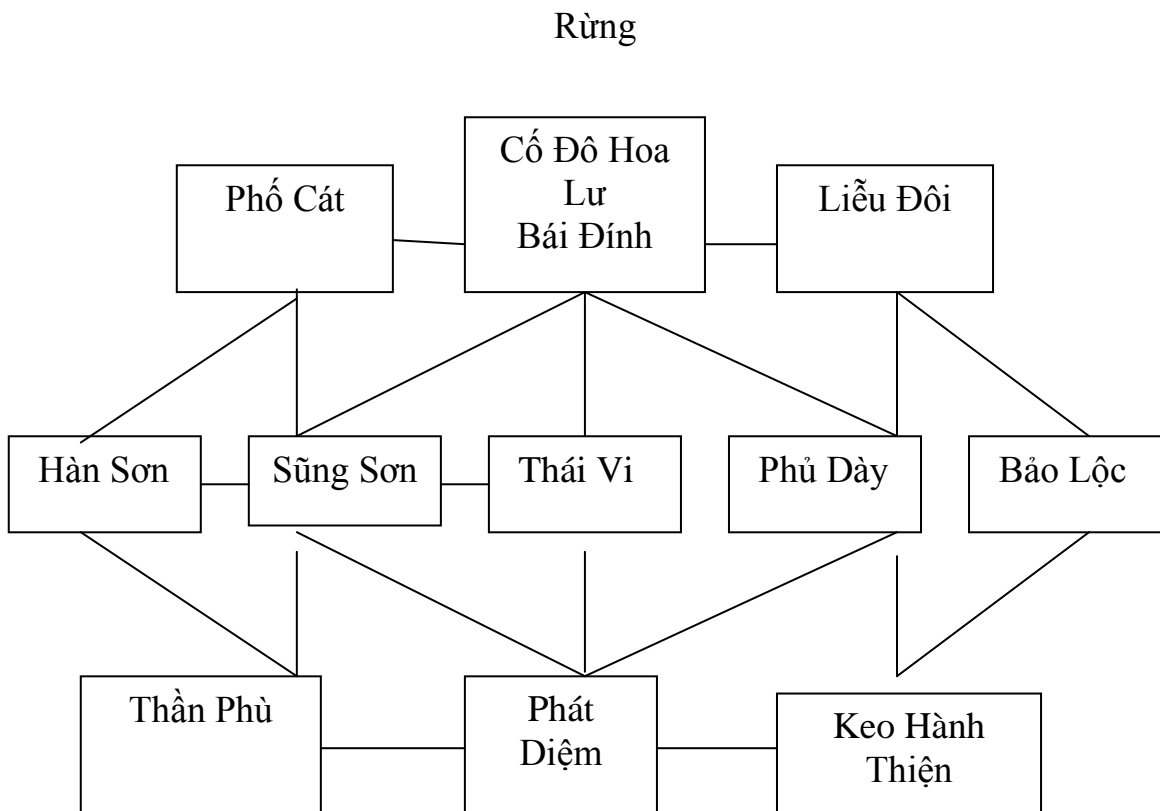 Rừng
Phố Cát
Cố Đô Hoa
Lư
Bái Đính
Liễu Đôi
Hàn Sơn
Sũng Sơn
Thái Vi
Phủ Dày
Bảo Lộc
Thần Phù
Phát
Diệm
Keo Hành
Thiện